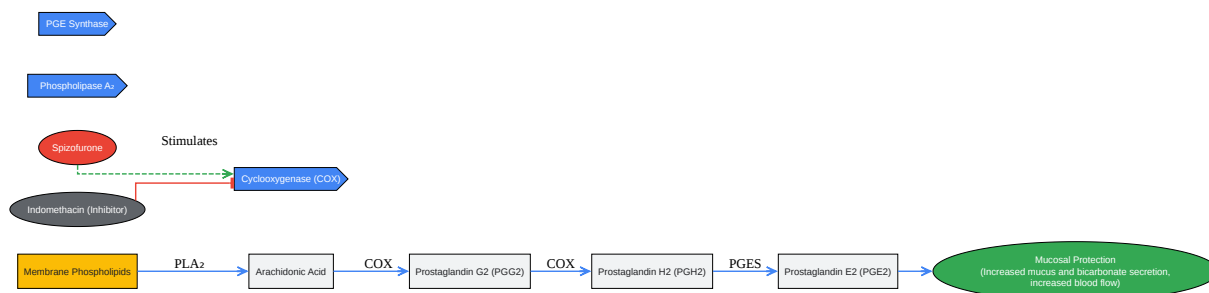 PGE Synthase
Phospholipase A₂
Spizofurone
Stimulates
Cyclooxygenase (COX)
Indomethacin (Inhibitor)
Membrane Phospholipids
PLA₂
Arachidonic Acid
COX
Prostaglandin G2 (PGG2)
COX
Prostaglandin H2 (PGH2)
PGES
Prostaglandin E2 (PGE2)
Mucosal Protection
(Increased mucus and bicarbonate secretion,
increased blood flow)